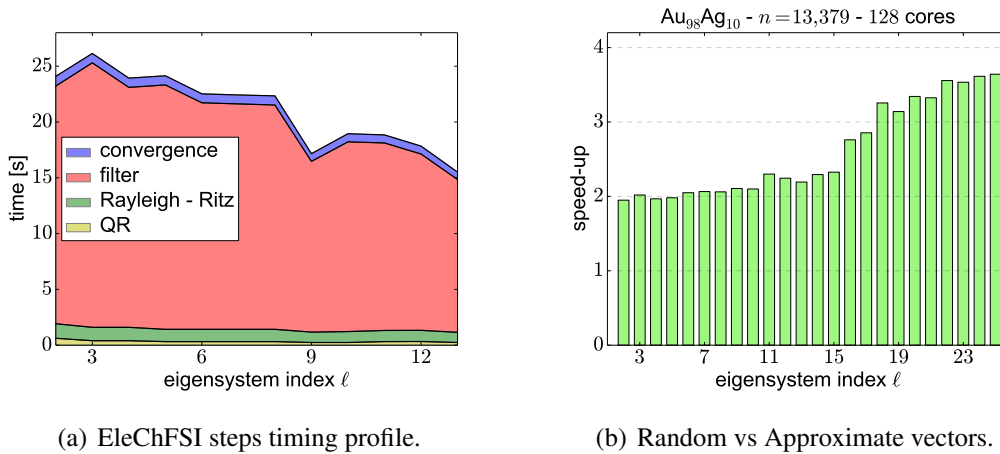 25
20
15
10
5
0
time [s]
convergence
filter
Rayleigh - Ritz
QR
3 6 9 12
eigensystem index ℓ
(a) EleChFSI steps timing profile.
Au₉₈Ag₁₀ - n = 13,379 - 128 cores
4
3
2
1
0
speed-up
3 7 11 15 19 23
eigensystem index ℓ
(b) Random vs Approximate vectors.